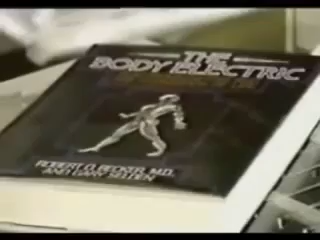 THE
BODY ELECTRIC
ROBERT O. BECKER, M.D.
AND GARY SELDEN